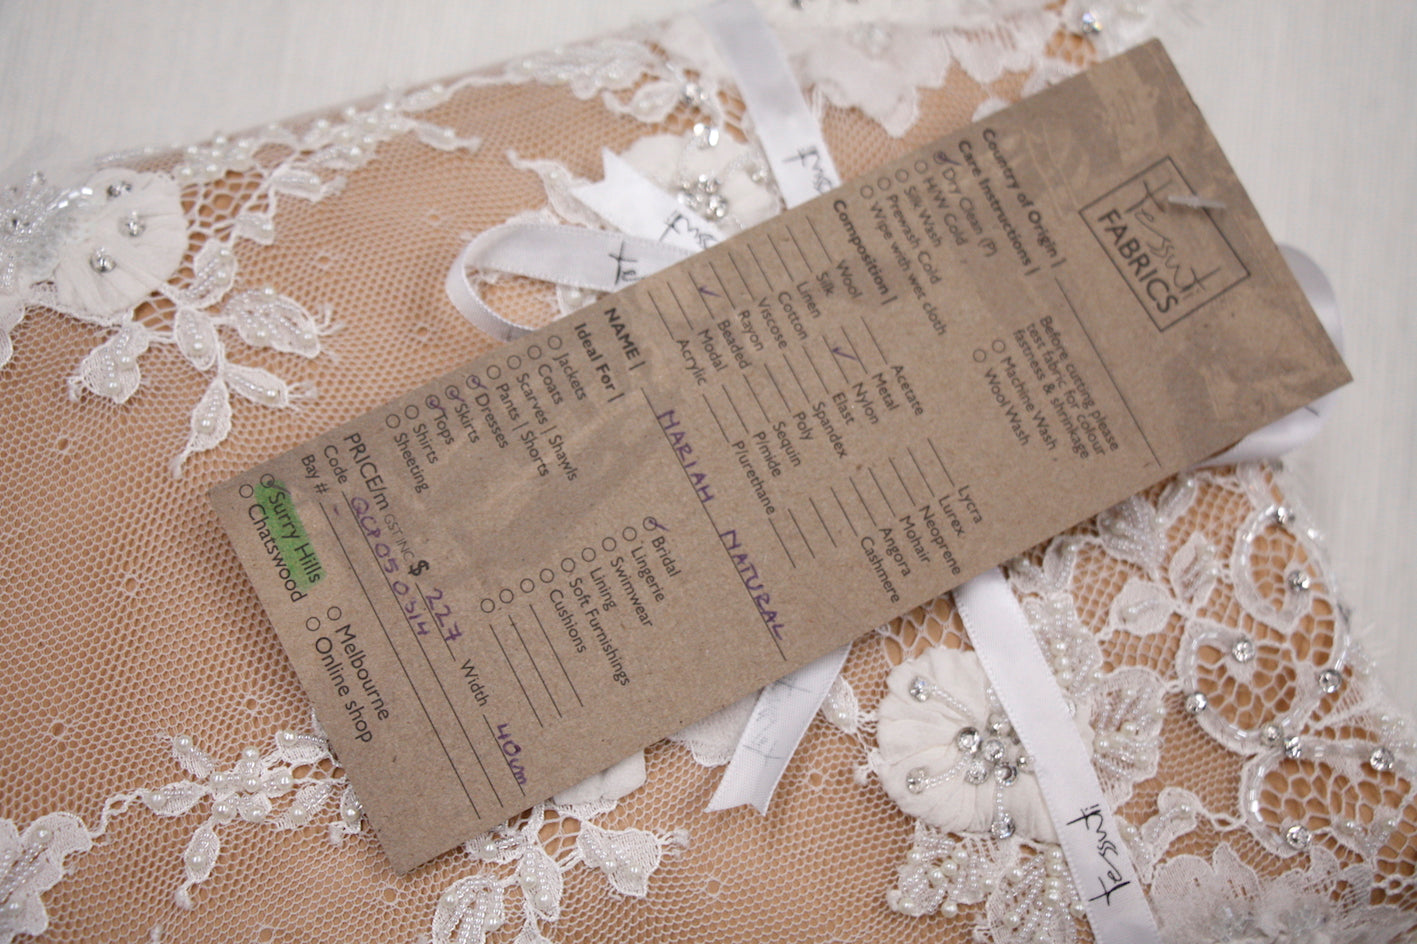 tessuti
FABRICS
Country of Origin |
Care Instructions |
Dry Clean (P)
H/W Cold
Silk Wash
Prewash Cold
Wipe with wet cloth
Before cutting please
test fabric for colour
fastness & shrinkage
Machine Wash
Wool Wash
Composition |
Wool
Silk
Linen
Cotton
Viscose
Rayon
Beaded
Modal
Acrylic
Acetate
Metal
Nylon
Elast
Spandex
Poly
Sequin
P/mide
P/urethane
Lycra
Lurex
Neoprene
Mohair
Angora
Cashmere
NAME | MARIAH NATURAL
Ideal For |
Jackets
Coats
Scarves | Shawls
Pants | Shorts
Dresses
Skirts
Tops
Shirts
Sheeting
Bridal
Lingerie
Swimwear
Lining
Soft Furnishings
Cushions
PRICE/m GST INC $ 227 Width 40cm
Code QCP050514
Bay # -
Surry Hills
Chatswood
Melbourne
Online shop
tessuti